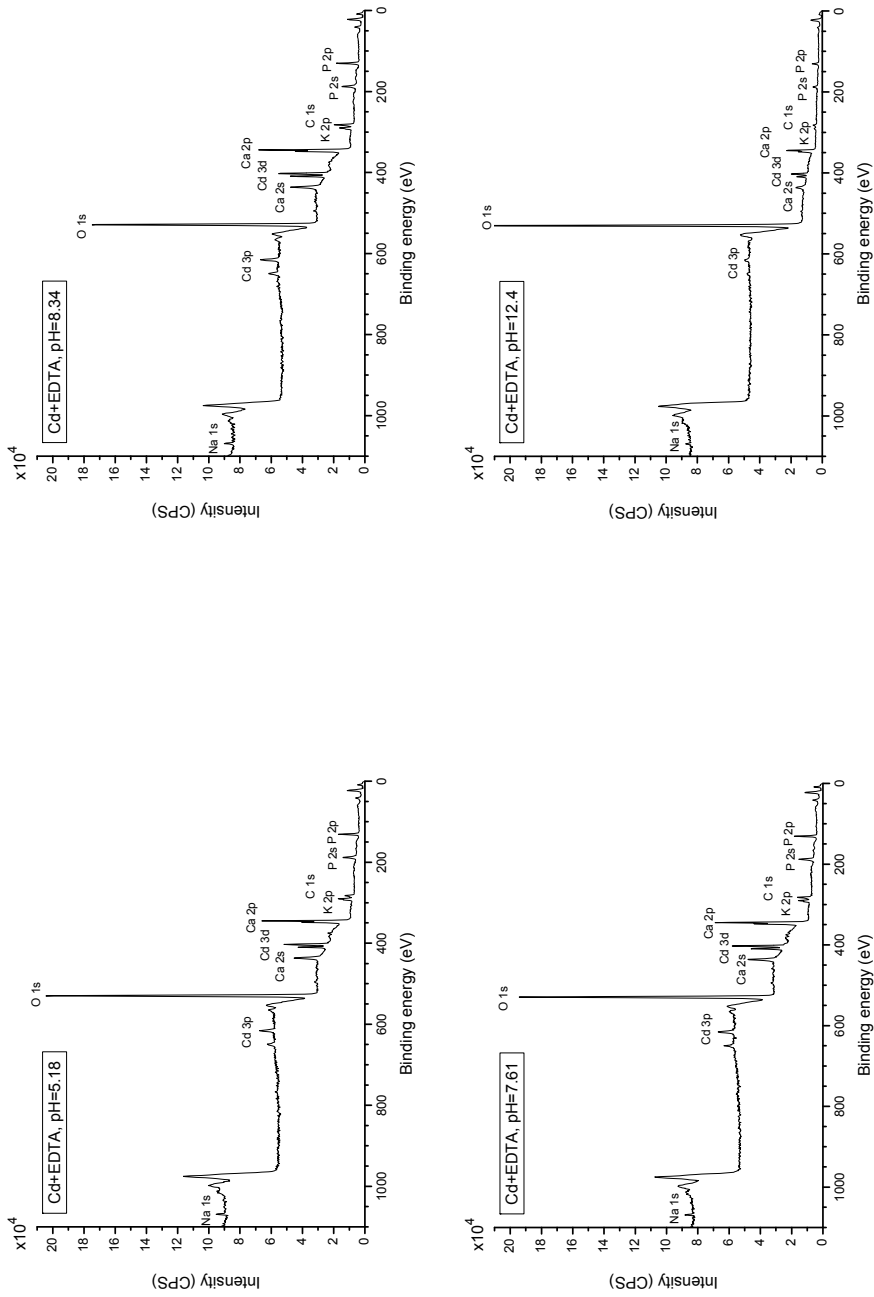 Cd+EDTA, pH=5.18
x10⁴
Intensity (CPS)
20
18
16
14
12
10
8
6
4
2
0
Na 1s
Cd 3p
O 1s
Ca 2s
Cd 3d
Ca 2p
K 2p
C 1s
P 2s
P 2p
1000
800
600
400
200
0
Binding energy (eV)
Cd+EDTA, pH=8.34
x10⁴
Intensity (CPS)
20
18
16
14
12
10
8
6
4
2
0
Na 1s
Cd 3p
O 1s
Ca 2s
Cd 3d
Ca 2p
K 2p
C 1s
P 2s
P 2p
1000
800
600
400
200
0
Binding energy (eV)
Cd+EDTA, pH=7.61
x10⁴
Intensity (CPS)
20
18
16
14
12
10
8
6
4
2
0
Na 1s
Cd 3p
O 1s
Ca 2s
Cd 3d
Ca 2p
K 2p
C 1s
P 2s
P 2p
1000
800
600
400
200
0
Binding energy (eV)
Cd+EDTA, pH=12.4
x10⁴
Intensity (CPS)
20
18
16
14
12
10
8
6
4
2
0
Na 1s
Cd 3p
O 1s
Ca 2s
Cd 3d
Ca 2p
K 2p
C 1s
P 2s
P 2p
1000
800
600
400
200
0
Binding energy (eV)